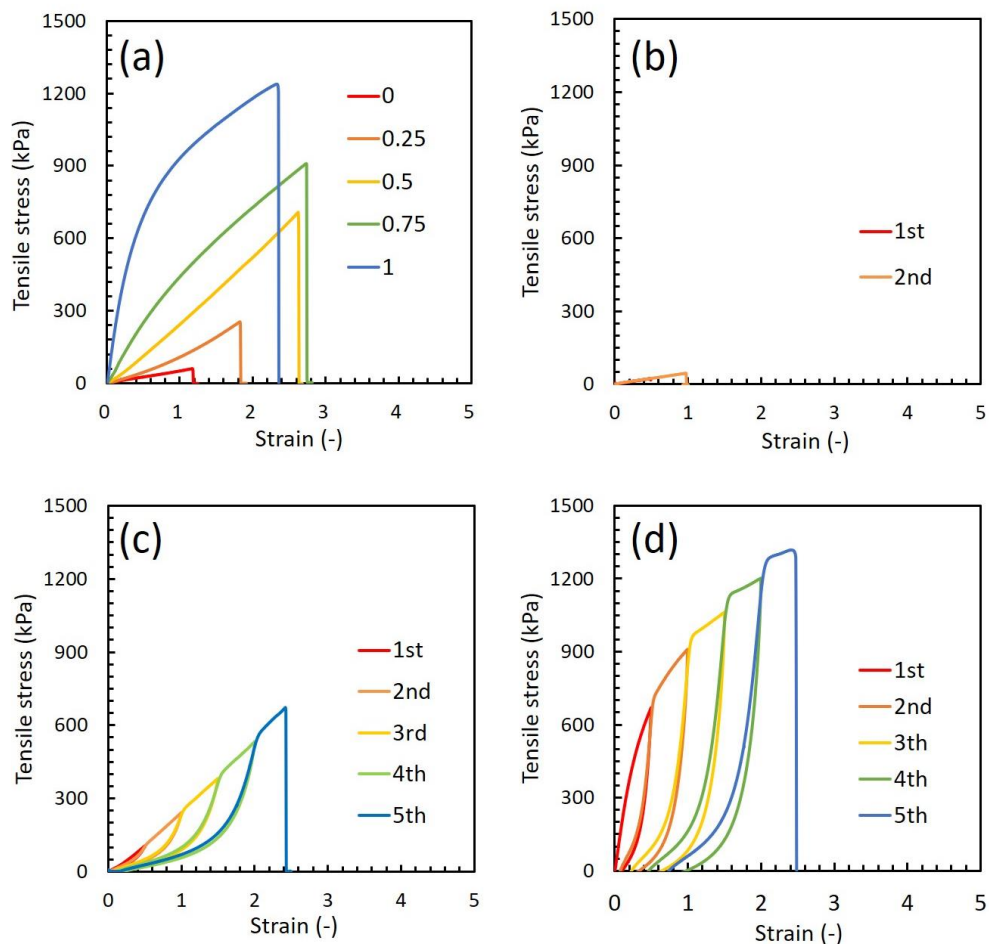 (a)
Tensile stress (kPa)
1500
1200
900
600
300
0
0
0.25
0.5
0.75
1
0 1 2 3 4 5
Strain (-)
(b)
Tensile stress (kPa)
1500
1200
900
600
300
0
1st
2nd
0 1 2 3 4 5
Strain (-)
(c)
Tensile stress (kPa)
1500
1200
900
600
300
0
1st
2nd
3rd
4th
5th
0 1 2 3 4 5
Strain (-)
(d)
Tensile stress (kPa)
1500
1200
900
600
300
0
1st
2nd
3th
4th
5th
0 1 2 3 4 5
Strain (-)